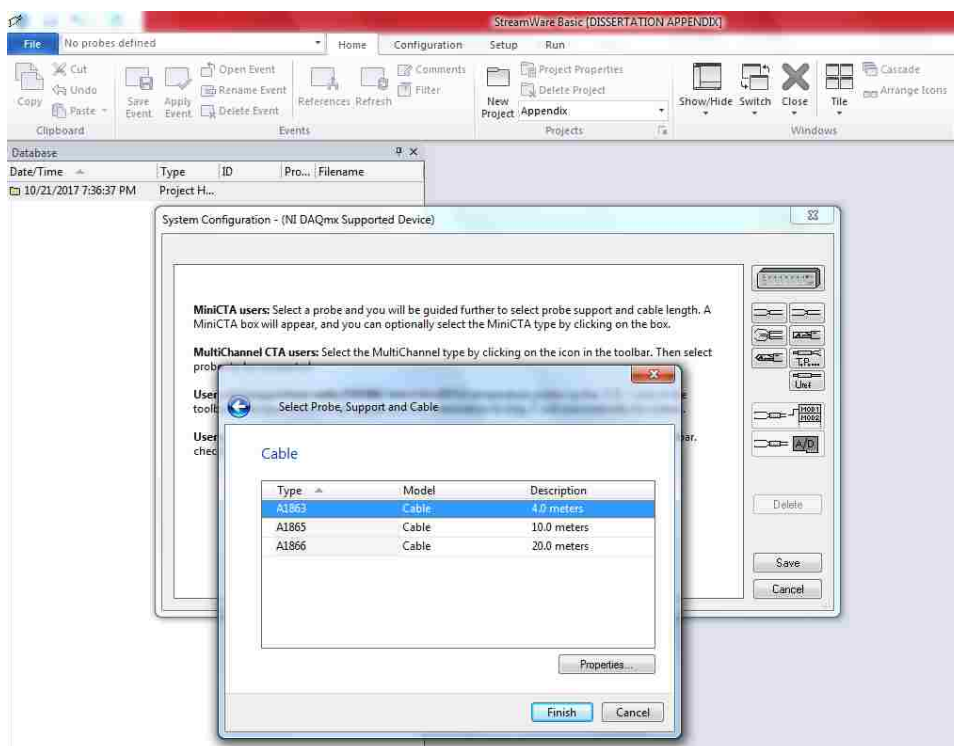 StreamWare Basic [DISSERTATION APPENDIX]
File No probes defined Home Configuration Setup Run
Copy
Cut
Undo
Paste
Clipboard
Save Event
Apply Event
Open Event
Rename Event
Delete Event
References
Refresh
Comments
Filter
Events
New Project
Project Properties
Delete Project
Appendix
Projects
Show/Hide
Switch
Close
Tile
Cascade
Arrange Icons
Windows
Database
Date/Time Type ID Pro... Filename
10/21/2017 7:36:37 PM Project H...
System Configuration - (NI DAQmx Supported Device)
MiniCTA users: Select a probe and you will be guided further to select probe support and cable length. A
MiniCTA box will appear, and you can optionally select the MiniCTA type by clicking on the box.
MultiChannel CTA users: Select the MultiChannel type by clicking on the icon in the toolbar. Then select
User
toolb
User
chec
bar.
T.P....
MOB1
MOB2
A/D
Delete
Save
Cancel
Select Probe, Support and Cable
Cable
Type Model Description
A1863 Cable 4.0 meters
A1865 Cable 10.0 meters
A1866 Cable 20.0 meters
Properties...
Finish Cancel